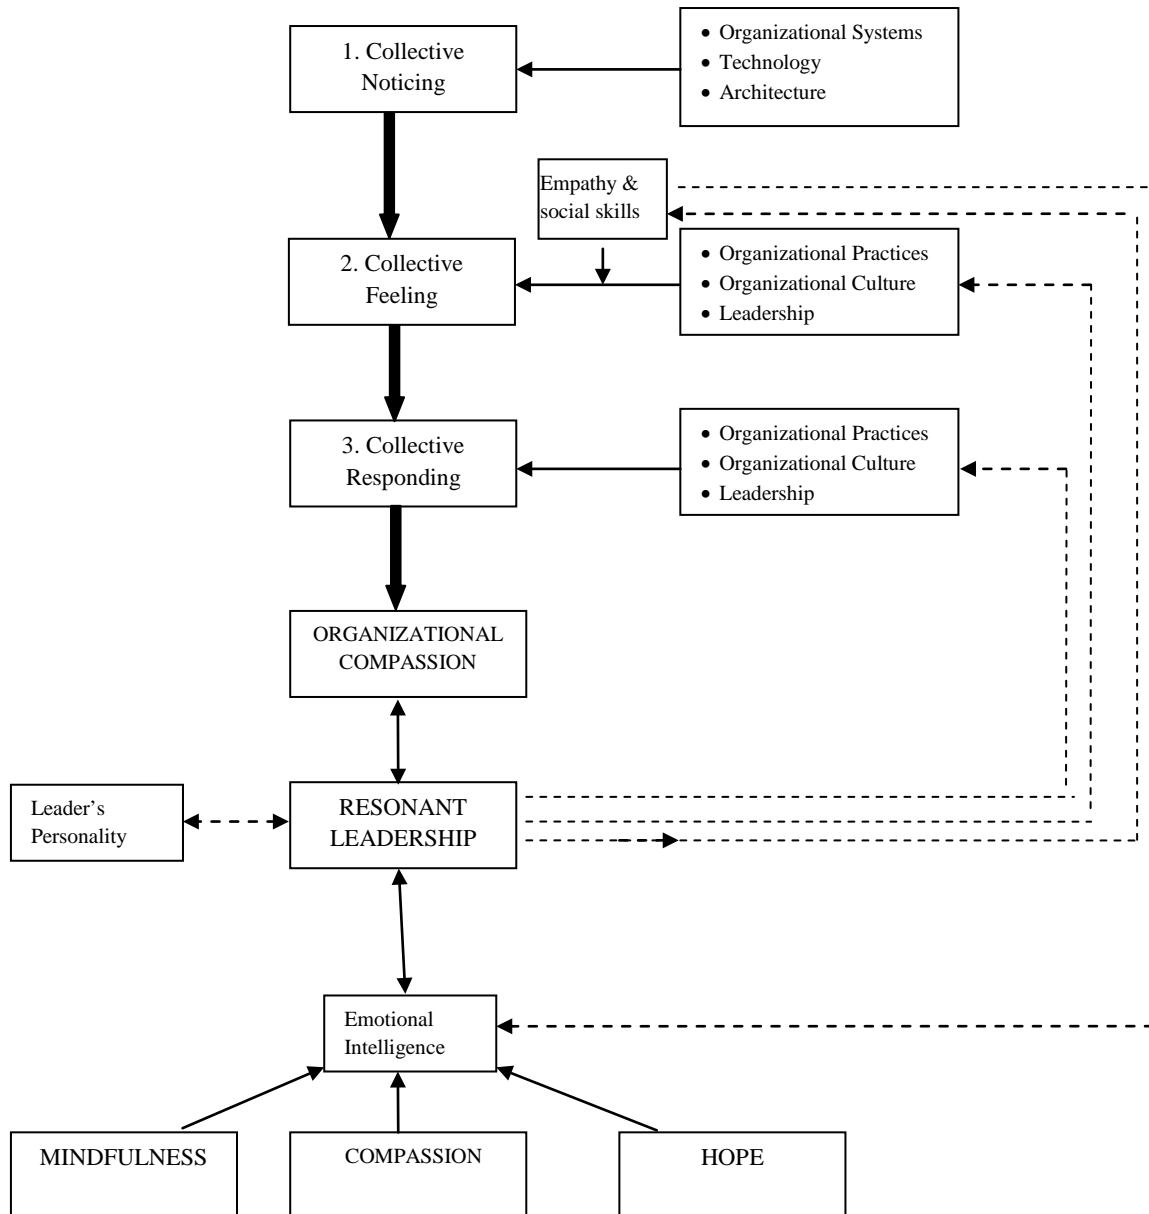 1. Collective
Noticing
• Organizational Systems
• Technology
• Architecture
Empathy &
social skills
2. Collective
Feeling
• Organizational Practices
• Organizational Culture
• Leadership
3. Collective
Responding
• Organizational Practices
• Organizational Culture
• Leadership
ORGANIZATIONAL
COMPASSION
Leader’s
Personality
RESONANT
LEADERSHIP
Emotional
Intelligence
MINDFULNESS
COMPASSION
HOPE